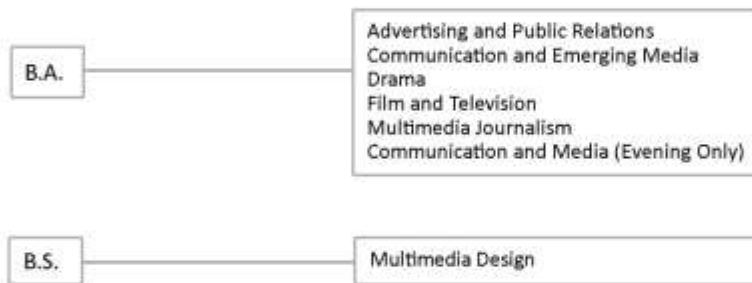 B.A.
Advertising and Public Relations
Communication and Emerging Media
Drama
Film and Television
Multimedia Journalism
Communication and Media (Evening Only)
B.S.
Multimedia Design